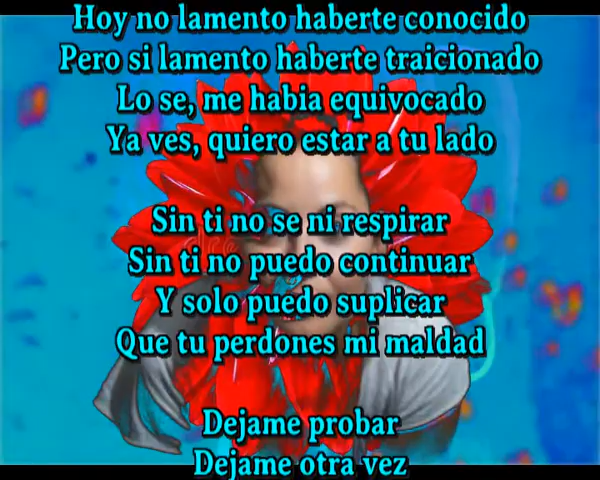 Hoy no lamento haberte conocido
Pero si lamento haberte traicionado
Lo se, me habia equivocado
Ya ves, quiero estar a tu lado
Sin ti no se ni respirar
Sin ti no puedo continuar
Y solo puedo suplicar
Que tu perdones mi maldad
Dejame probar
Dejame otra vez